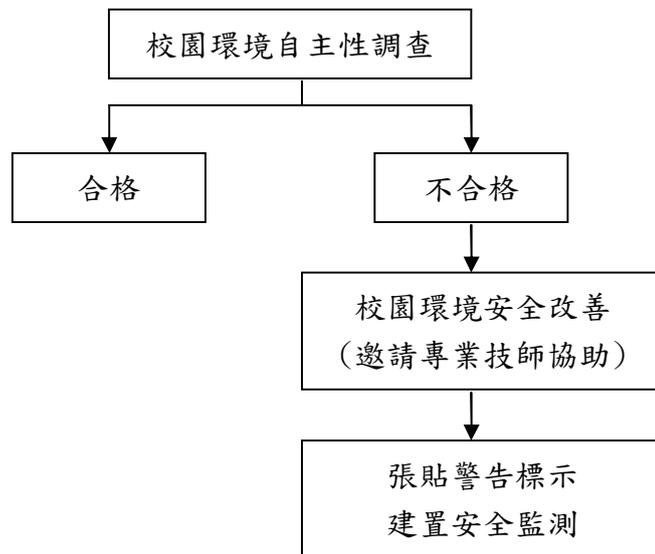 校園環境自主性調查
合格
不合格
校園環境安全改善
（邀請專業技師協助）
張貼警告標示
建置安全監測